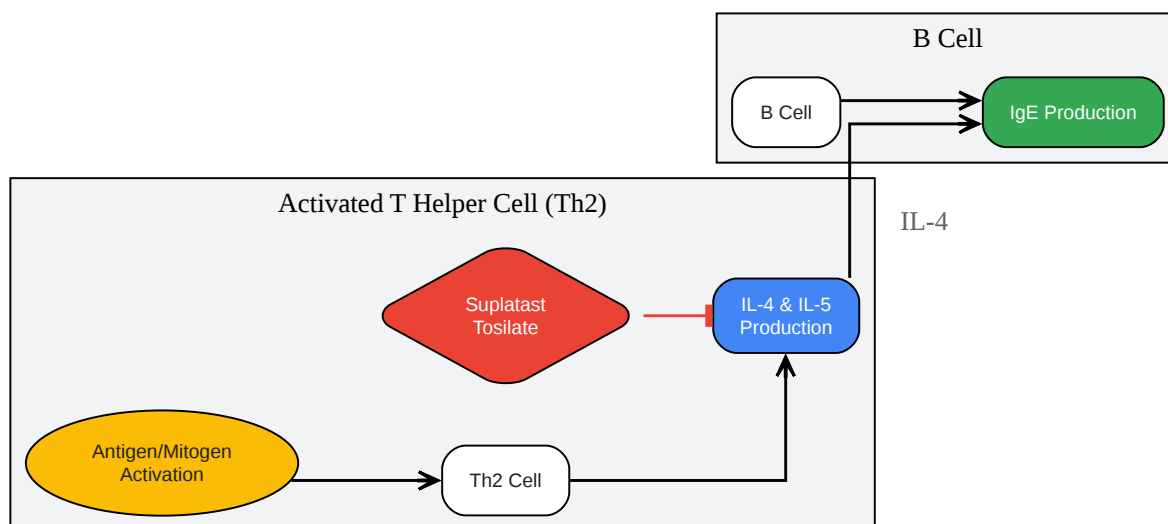 B Cell
B Cell
IgE Production
Activated T Helper Cell (Th2)
IL-4
Suplatast
Tosilate
IL-4 & IL-5
Production
Antigen/Mitogen
Activation
Th2 Cell